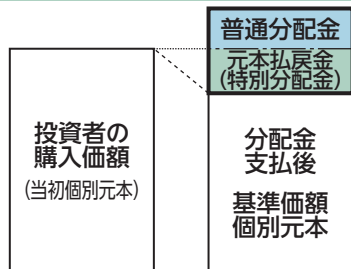 普通分配金
元本払戻金
(特別分配金)
投資者の
購入価額
(当初個別元本)
分配金
支払後
基準価額
個別元本